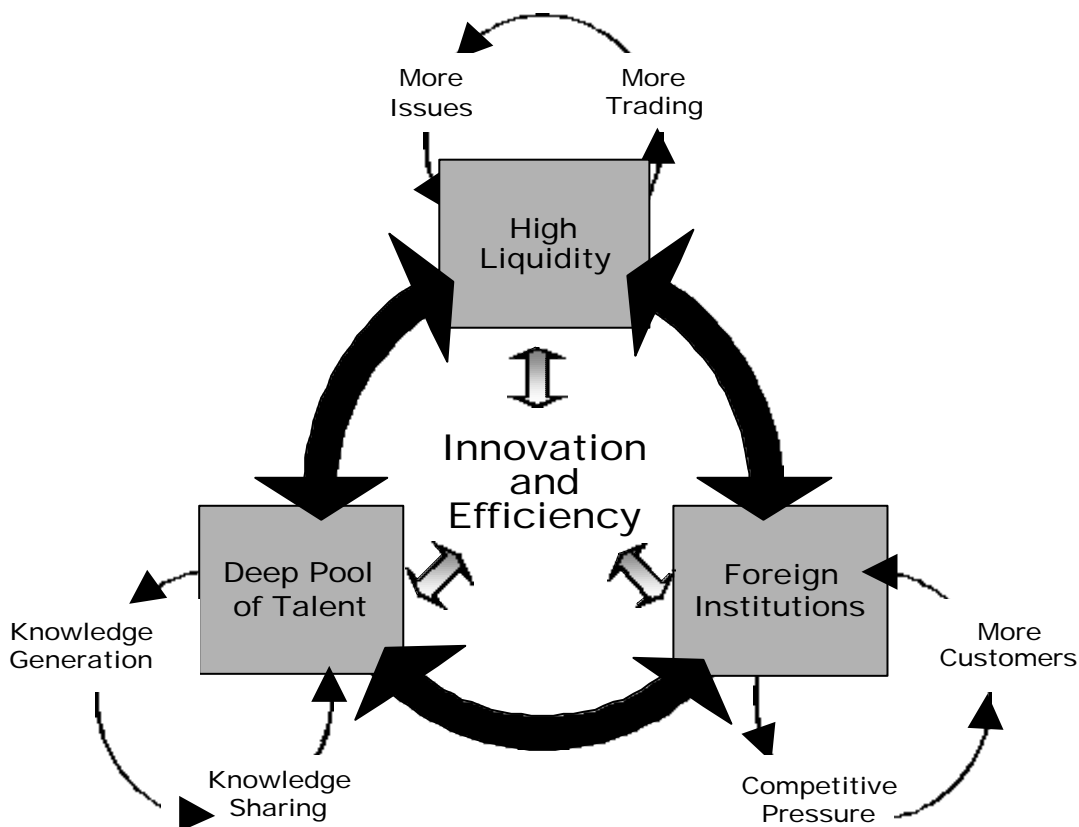 More
Issues
More
Trading
High
Liquidity
Innovation
and
Efficiency
Deep Pool
of Talent
Foreign
Institutions
Knowledge
Generation
More
Customers
Knowledge
Sharing
Competitive
Pressure